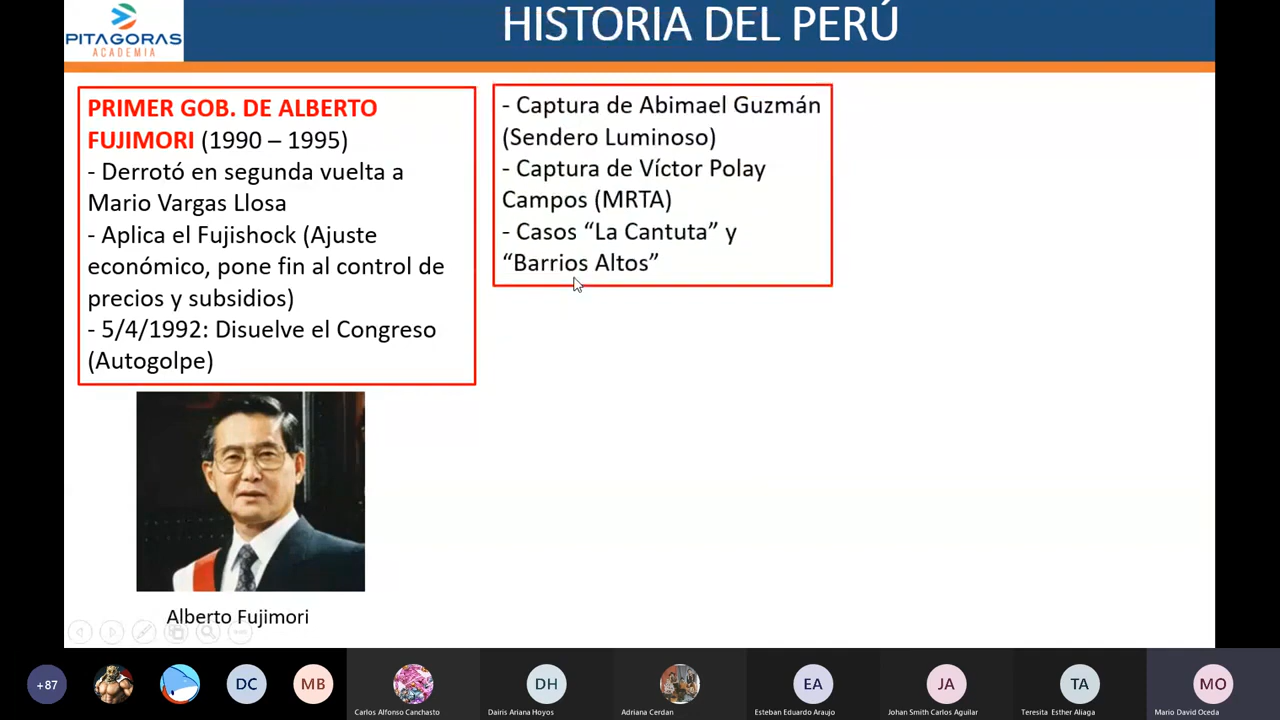 PITAGORAS
ACADEMIA
HISTORIA DEL PERÚ
PRIMER GOB. DE ALBERTO
FUJIMORI (1990 – 1995)
- Derrotó en segunda vuelta a
Mario Vargas Llosa
- Aplica el Fujishock (Ajuste
económico, pone fin al control de
precios y subsidios)
- 5/4/1992: Disuelve el Congreso
(Autogolpe)
- Captura de Abimael Guzmán
(Sendero Luminoso)
- Captura de Víctor Polay
Campos (MRTA)
- Casos “La Cantuta” y
“Barrios Altos”
Alberto Fujimori
+87
DC
MB
DH
EA
JA
TA
MO
Carlos Alfonso Canchasto
Dairis Ariana Hoyos
Adriana Cerdan
Esteban Eduardo Araujo
Johan Smith Carlos Aguilar
Teresita Esther Aliaga
Mario David Oceda